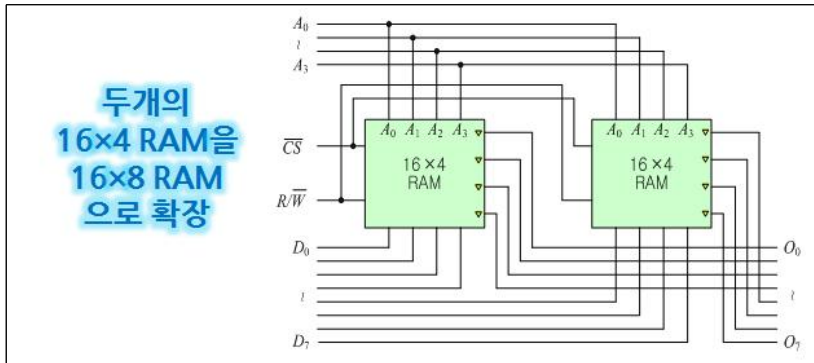 두개의
16×4 RAM을
16×8 RAM
으로 확장
A₀
≀
A₃
C̅S̅
R/W̅
D₀
≀
D₇
A₀ A₁ A₂ A₃
16×4
RAM
A₀ A₁ A₂ A₃
16×4
RAM
O₀
≀
O₇